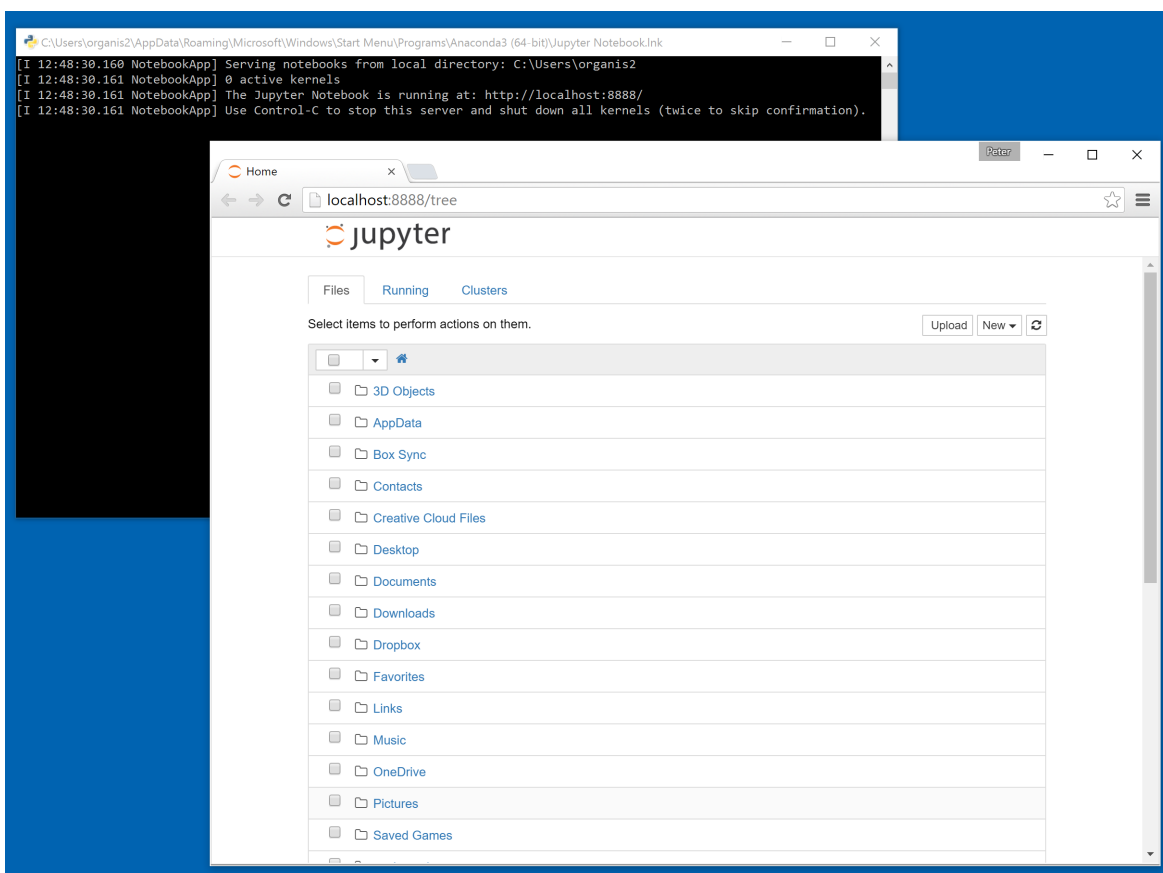 C:\Users\organis2\AppData\Roaming\Microsoft\Windows\Start Menu\Programs\Anaconda3 (64-bit)\Jupyter Notebook.lnk
[I 12:48:30.160 NotebookApp] Serving notebooks from local directory: C:\Users\organis2
[I 12:48:30.161 NotebookApp] 0 active kernels
[I 12:48:30.161 NotebookApp] The Jupyter Notebook is running at: http://localhost:8888/
[I 12:48:30.161 NotebookApp] Use Control-C to stop this server and shut down all kernels (twice to skip confirmation).
Peter
Home
localhost:8888/tree
jupyter
Files Running Clusters
Select items to perform actions on them. Upload New
3D Objects
AppData
Box Sync
Contacts
Creative Cloud Files
Desktop
Documents
Downloads
Dropbox
Favorites
Links
Music
OneDrive
Pictures
Saved Games